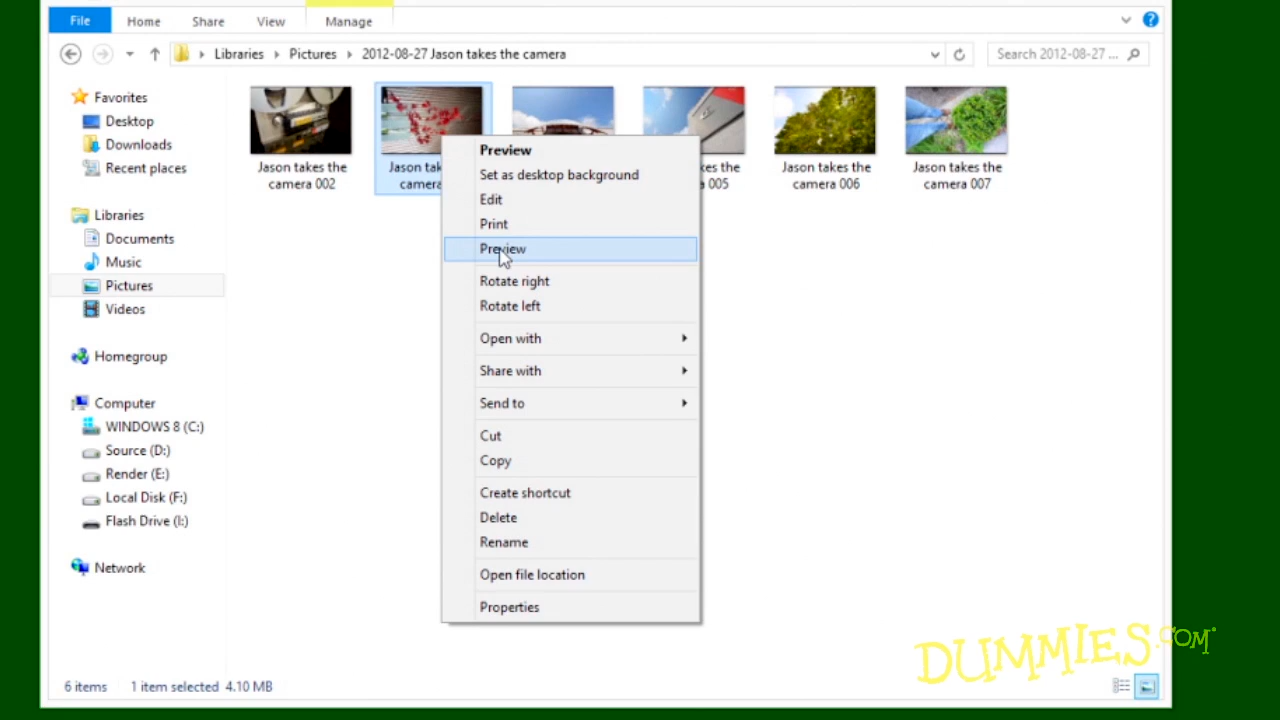 File Home Share View Manage
Libraries Pictures 2012-08-27 Jason takes the camera Search 2012-08-27 ...
Favorites
Desktop
Downloads
Recent places
Libraries
Documents
Music
Pictures
Videos
Homegroup
Computer
WINDOWS 8 (C:)
Source (D:)
Render (E:)
Local Disk (F:)
Flash Drive (I:)
Network
Jason takes the
camera 002
Jason tak
camera
kes the
a 005
Jason takes the
camera 006
Jason takes the
camera 007
Preview
Set as desktop background
Edit
Print
Preview
Rotate right
Rotate left
Open with
Share with
Send to
Cut
Copy
Create shortcut
Delete
Rename
Open file location
Properties
6 items 1 item selected 4.10 MB
DUMMIES.COM